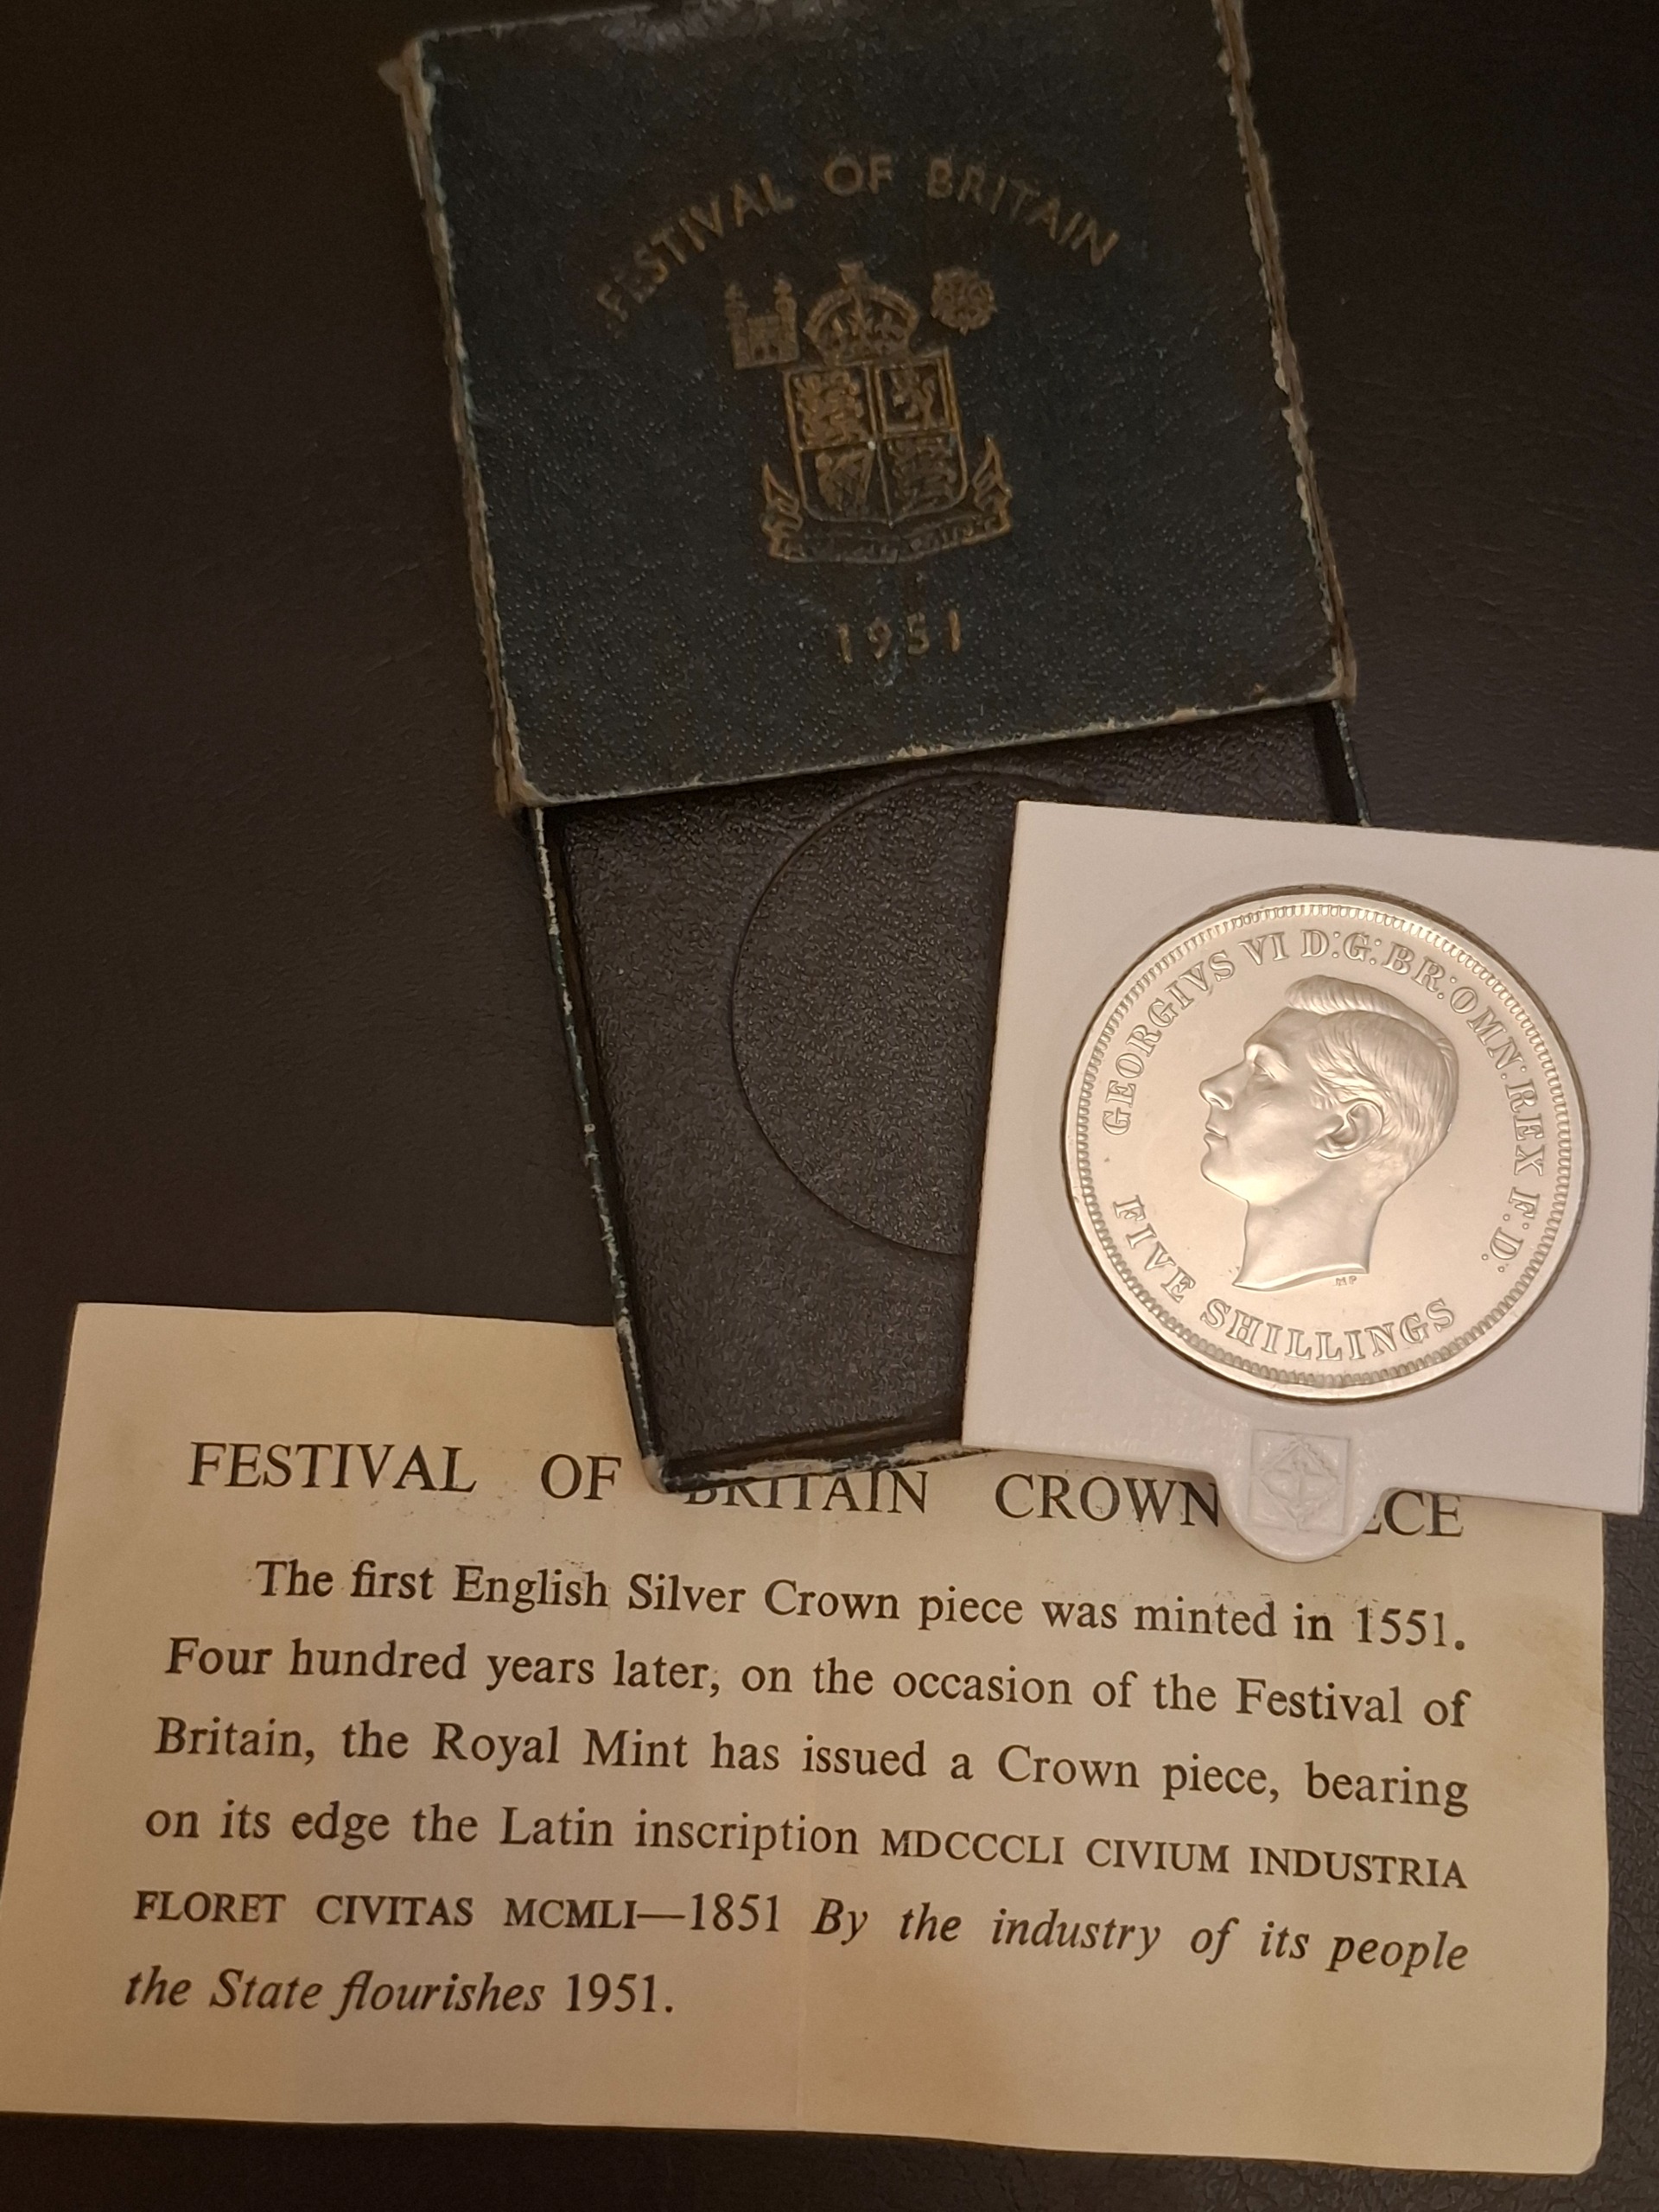 FESTIVAL OF BRITAIN
1951
GEORGIVS VI D:G:BR:OMN:REX F:D:
FIVE SHILLINGS
MP
FESTIVAL OF BRITAIN CROWN
The first English Silver Crown piece was minted in 1551.
Four hundred years later, on the occasion of the Festival of
Britain, the Royal Mint has issued a Crown piece, bearing
on its edge the Latin inscription MDCCCLI CIVIUM INDUSTRIA
FLORET CIVITAS MCMLI—1851 By the industry of its people
the State flourishes 1951.